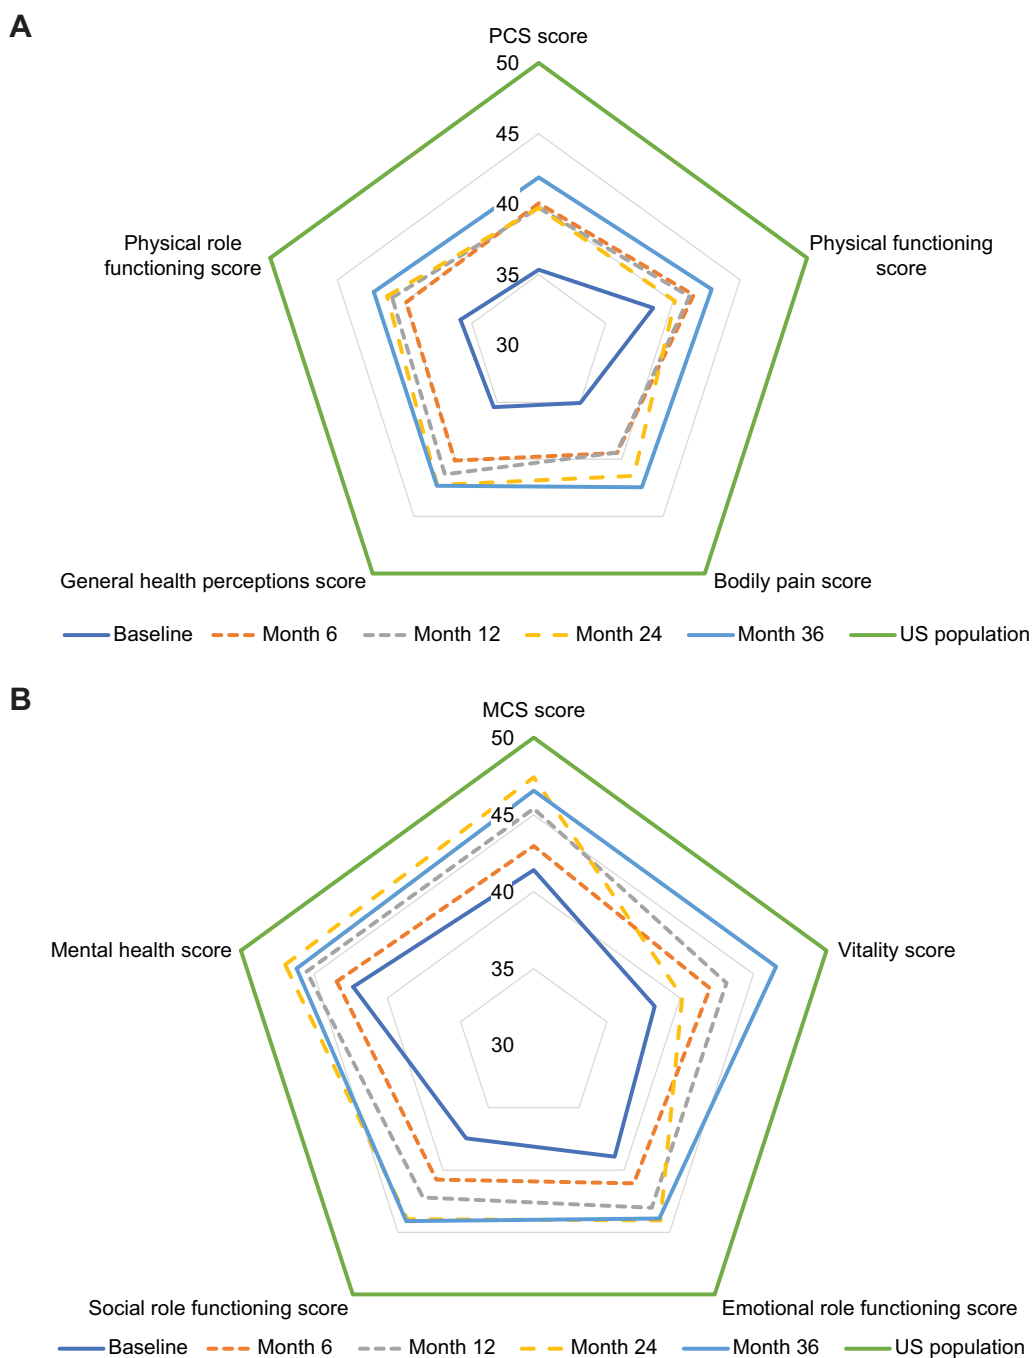 A
PCS score
50
45
40
35
30
Physical functioning
score
Physical role
functioning score
General health perceptions score
Bodily pain score
Baseline Month 6 Month 12 Month 24 Month 36 US population
B
MCS score
50
45
40
35
30
Mental health score
Vitality score
Social role functioning score
Emotional role functioning score
Baseline Month 6 Month 12 Month 24 Month 36 US population